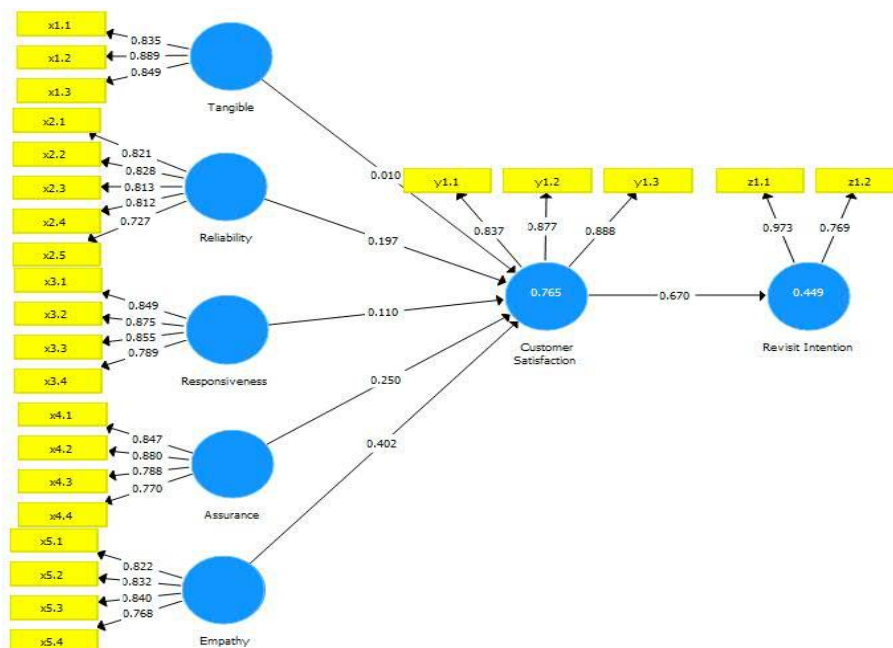 x1.1
0.835
x1.2
0.889
x1.3
0.849
Tangible
x2.1
0.821
x2.2
0.828
x2.3
0.813
x2.4
0.812
x2.5
0.727
Reliability
x3.1
0.849
x3.2
0.875
x3.3
0.855
x3.4
0.789
Responsiveness
x4.1
0.847
x4.2
0.880
x4.3
0.788
x4.4
0.770
Assurance
x5.1
0.822
x5.2
0.832
x5.3
0.840
x5.4
0.768
Empathy
0.010
0.197
0.110
0.250
0.402
y1.1
y1.2
y1.3
0.837
0.877
0.888
0.765
Customer
Satisfaction
0.670
z1.1
z1.2
0.973
0.769
0.449
Revisit Intention